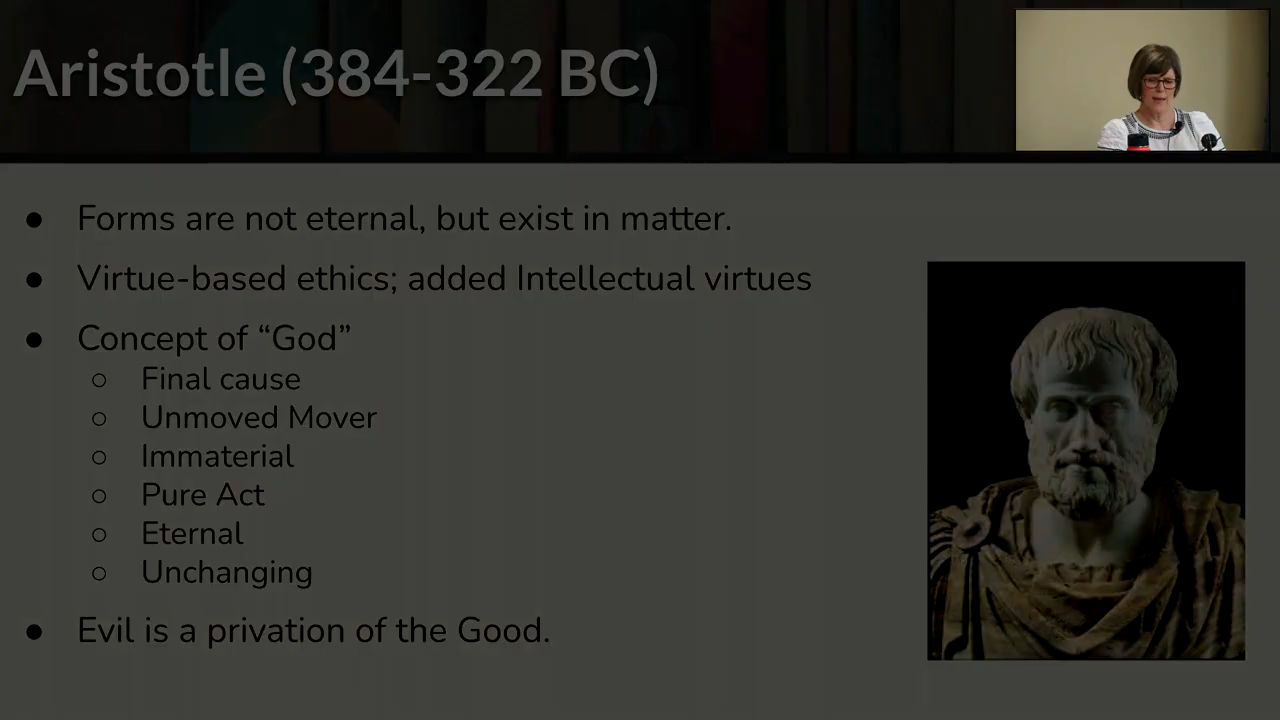 Aristotle (384-322 BC)
● Forms are not eternal, but exist in matter.
● Virtue-based ethics; added Intellectual virtues
● Concept of “God”
○ Final cause
○ Unmoved Mover
○ Immaterial
○ Pure Act
○ Eternal
○ Unchanging
● Evil is a privation of the Good.